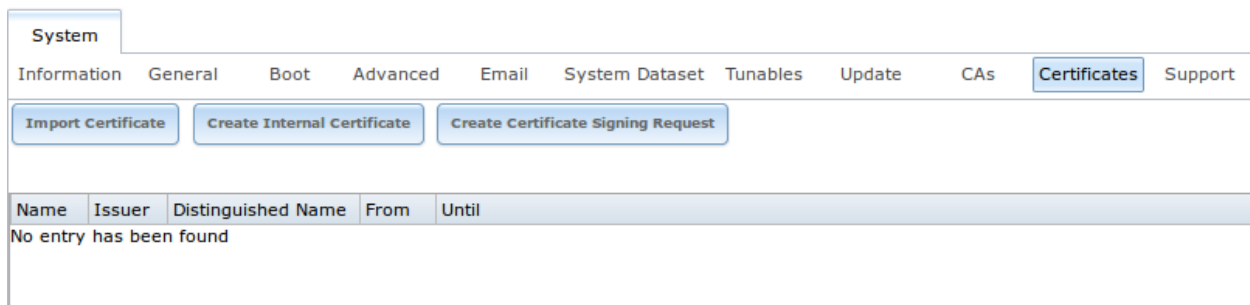 System
Information General Boot Advanced Email System Dataset Tunables Update CAs Certificates Support
Import Certificate Create Internal Certificate Create Certificate Signing Request
Name Issuer Distinguished Name From Until
No entry has been found